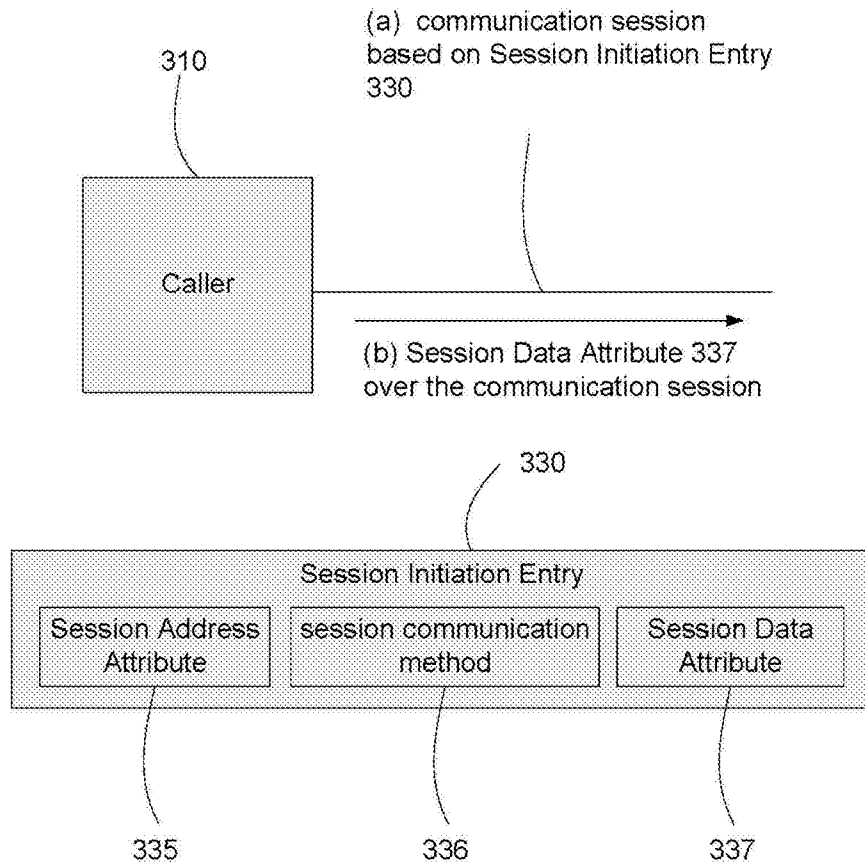 (a) communication session
based on Session Initiation Entry
330
310
Caller
(b) Session Data Attribute 337
over the communication session
330
Session Initiation Entry
Session Address
Attribute
session communication
method
Session Data
Attribute
335
336
337